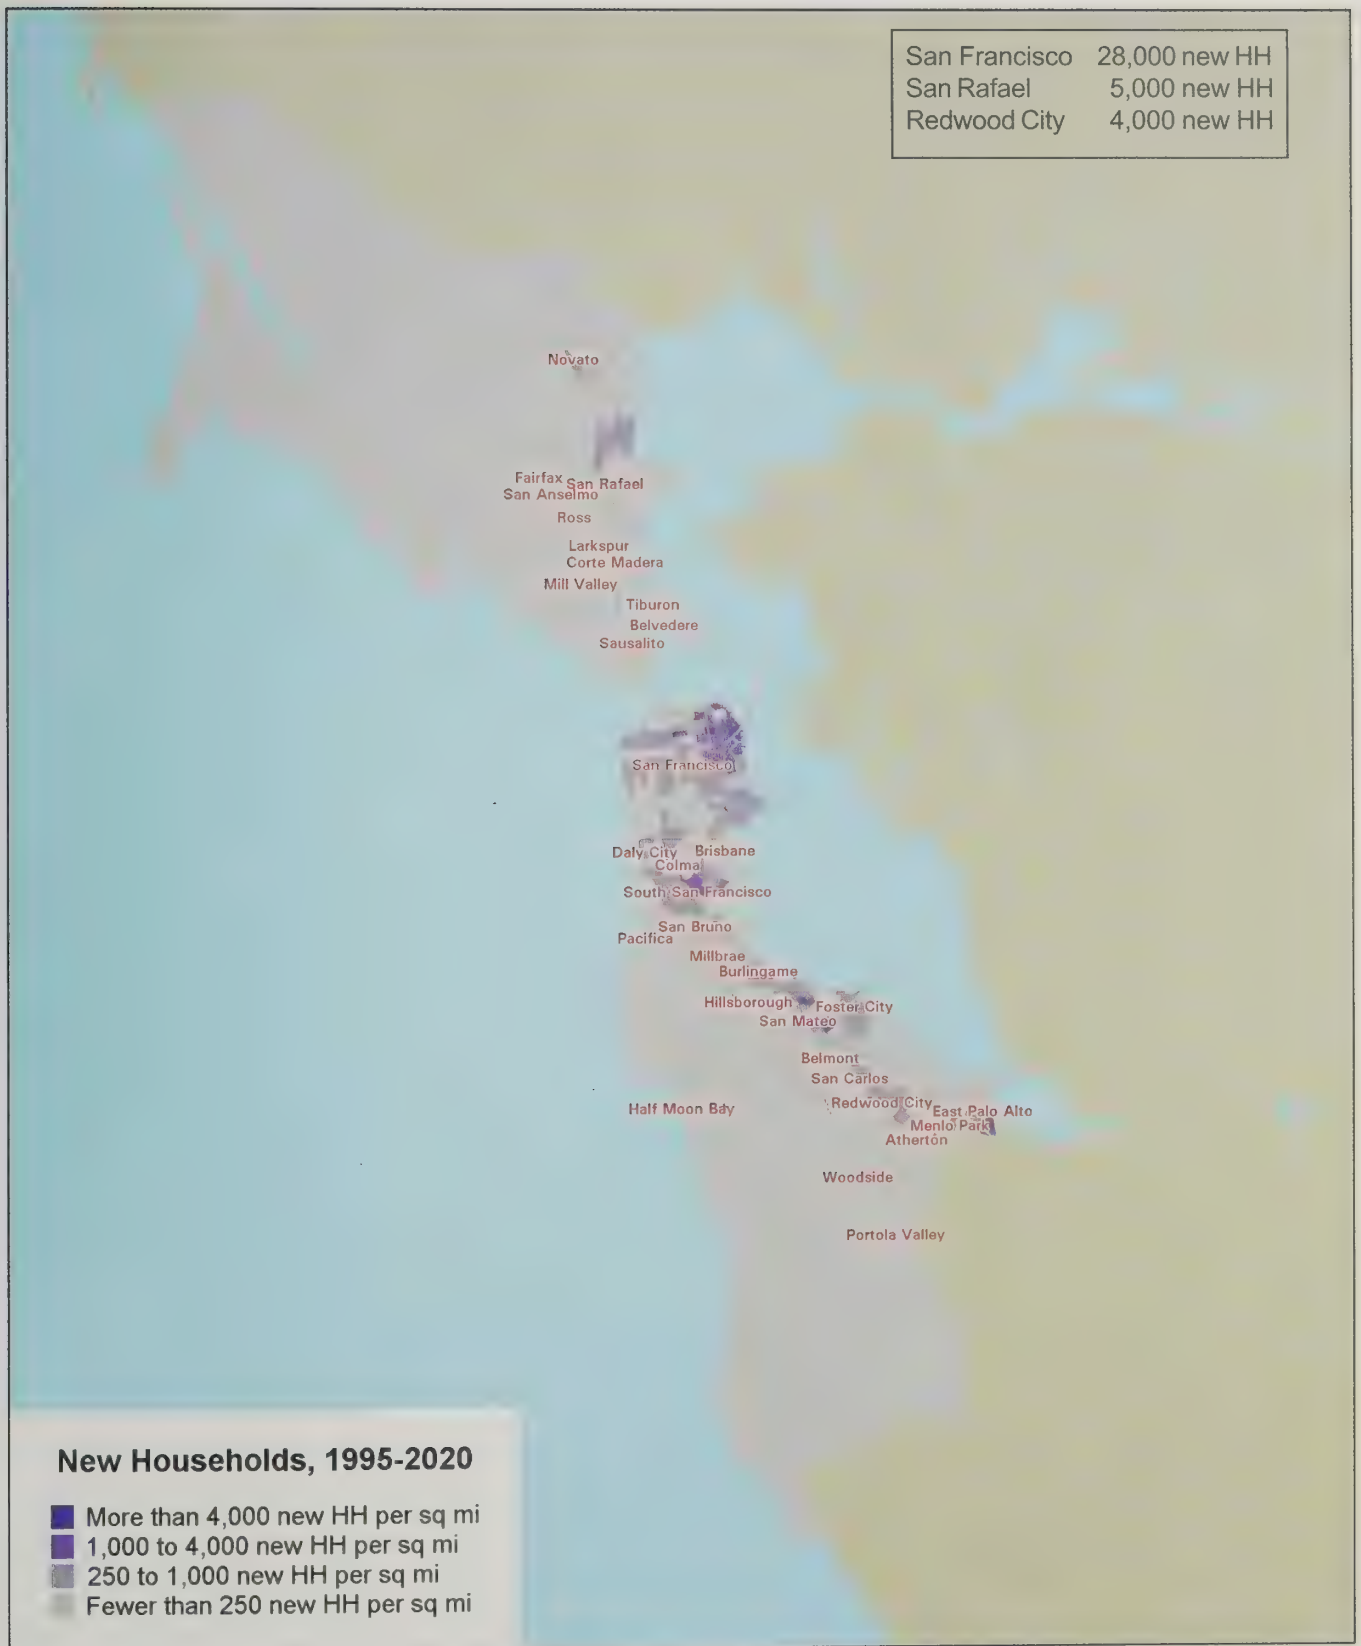 San Francisco 28,000 new HH
San Rafael 5,000 new HH
Redwood City 4,000 new HH
Novato
Fairfax
San Rafael
San Anselmo
Ross
Larkspur
Corte Madera
Mill Valley
Tiburon
Belvedere
Sausalito
San Francisco
Daly City
Brisbane
Colma
South San Francisco
San Bruno
Pacifica
Millbrae
Burlingame
Hillsborough
Foster City
San Mateo
Belmont
San Carlos
Redwood City
Half Moon Bay
East Palo Alto
Menlo Park
Atherton
Woodside
Portola Valley
New Households, 1995-2020
More than 4,000 new HH per sq mi
1,000 to 4,000 new HH per sq mi
250 to 1,000 new HH per sq mi
Fewer than 250 new HH per sq mi